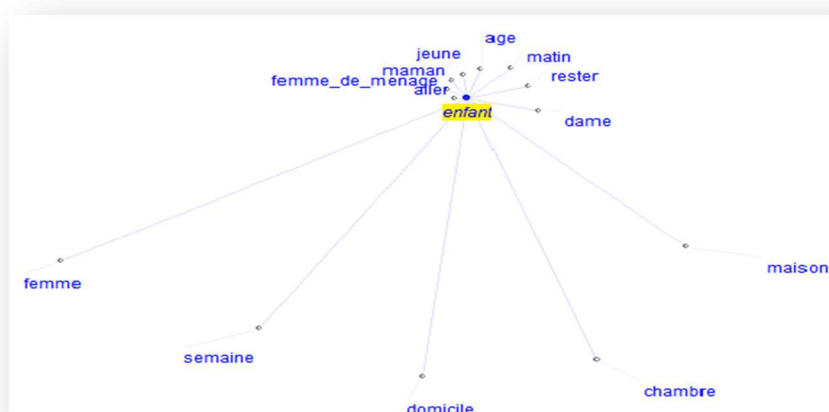 age
jeune
matin
maman
rester
femme_de_menage
aller
enfant
dame
maison
femme
semaine
chambre
domicile